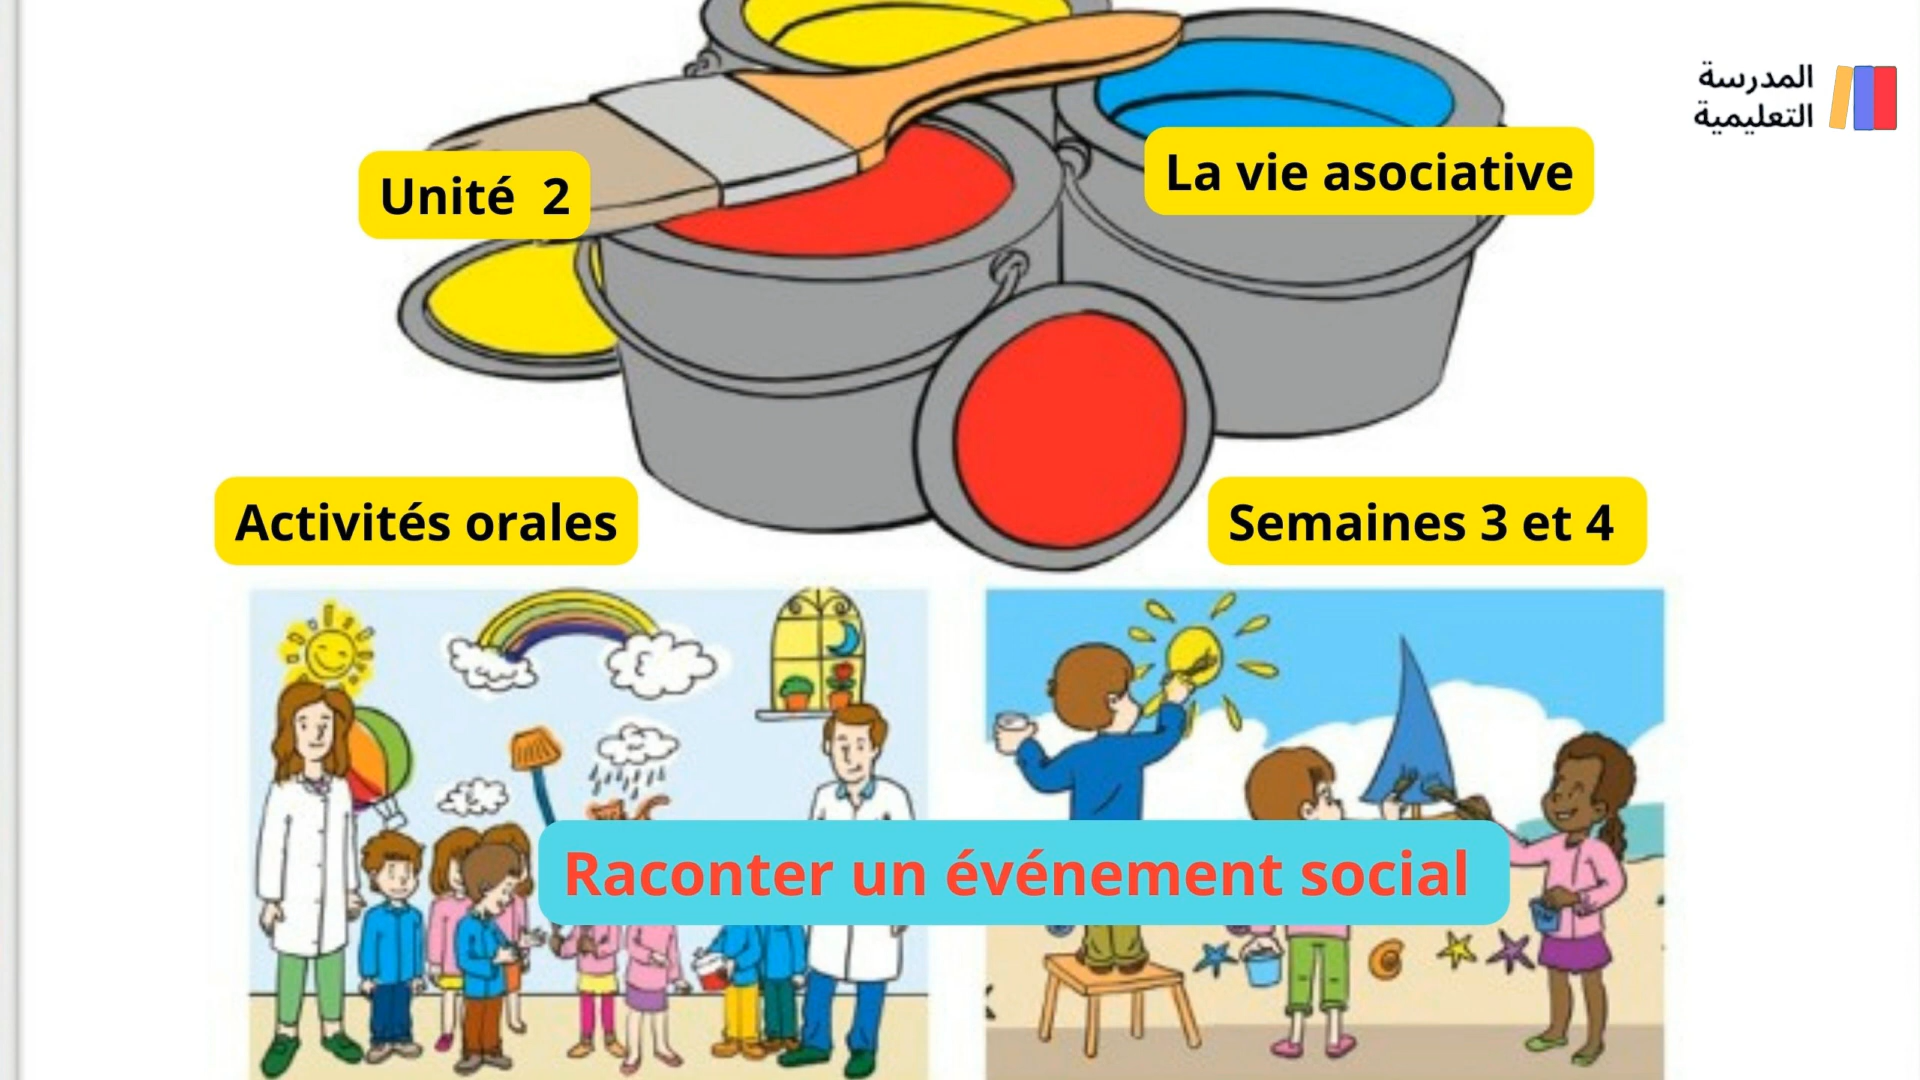 المدرسة
التعليمية
La vie asociative
Unité 2
Activités orales
Semaines 3 et 4
Raconter un événement social